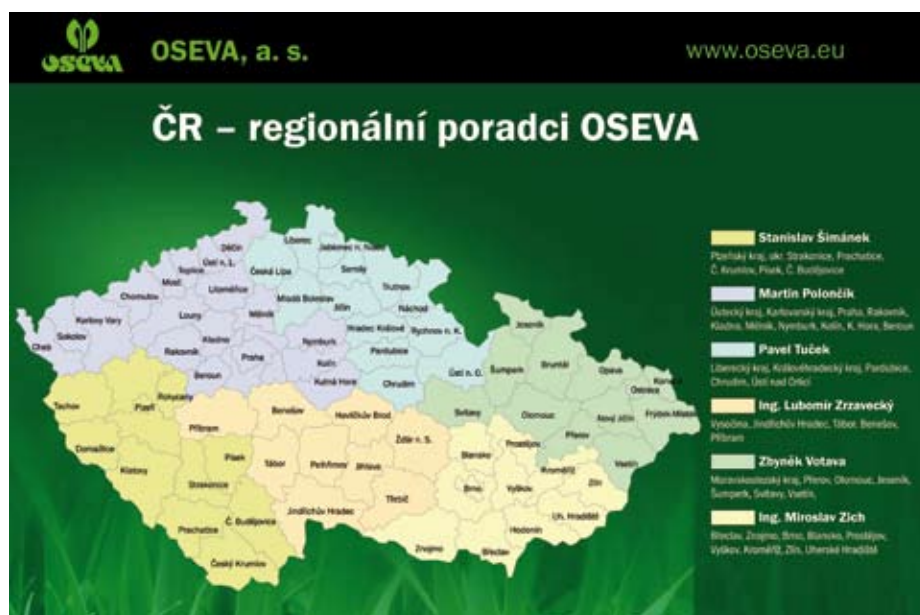 oseva
OSEVA, a. s.
www.oseva.eu
ČR – regionální poradci OSEVA
Děčín
Liberec
Jablonec n. Nisou
Ústí n. L.
Teplice
Česká Lípa
Semily
Most
Litoměřice
Trutnov
Chomutov
Mladá Boleslav
Jičín
Náchod
Karlovy Vary
Louny
Mělník
Hradec Králové
Rychnov n. K.
Jeseník
Sokolov
Cheb
Kladno
Nymburk
Rakovník
Praha
Pardubice
Kolín
Beroun
Kutná Hora
Chrudim
Ústí n. O.
Šumperk
Bruntál
Opava
Karviná
Ostrava
Rokycany
Tachov
Plzeň
Benešov
Havlíčkův Brod
Svitavy
Olomouc
Nový Jičín
Frýdek-Místek
Příbram
Žďár n. S.
Prostějov
Přerov
Domažlice
Klatovy
Písek
Tábor
Pelhřimov
Jihlava
Blansko
Kroměříž
Vsetín
Strakonice
Třebíč
Brno
Vyškov
Zlín
Prachatice
Č. Budějovice
Jindřichův Hradec
Uh. Hradiště
Hodonín
Znojmo
Břeclav
Český Krumlov
Stanislav Šimánek
Plzeňský kraj, okr. Strakonice, Prachatice,
Č. Krumlov, Písek, Č. Budějovice
Martin Polončík
Ústecký kraj, Karlovarský kraj, Praha, Rakovník,
Kladno, Mělník, Nymburk, Kolín, K. Hora, Beroun
Pavel Tuček
Liberecký kraj, Královéhradecký kraj, Pardubice,
Chrudim, Ústí nad Orlicí
Ing. Lubomír Zrzavecký
Vysočina, Jindřichův Hradec, Tábor, Benešov,
Příbram
Zbyněk Votava
Moravskoslezský kraj, Přerov, Olomouc, Jeseník,
Šumperk, Svitavy, Vsetín,
Ing. Miroslav Zich
Břeclav, Znojmo, Brno, Blansko, Prostějov,
Vyškov, Kroměříž, Zlín, Uherské Hradiště